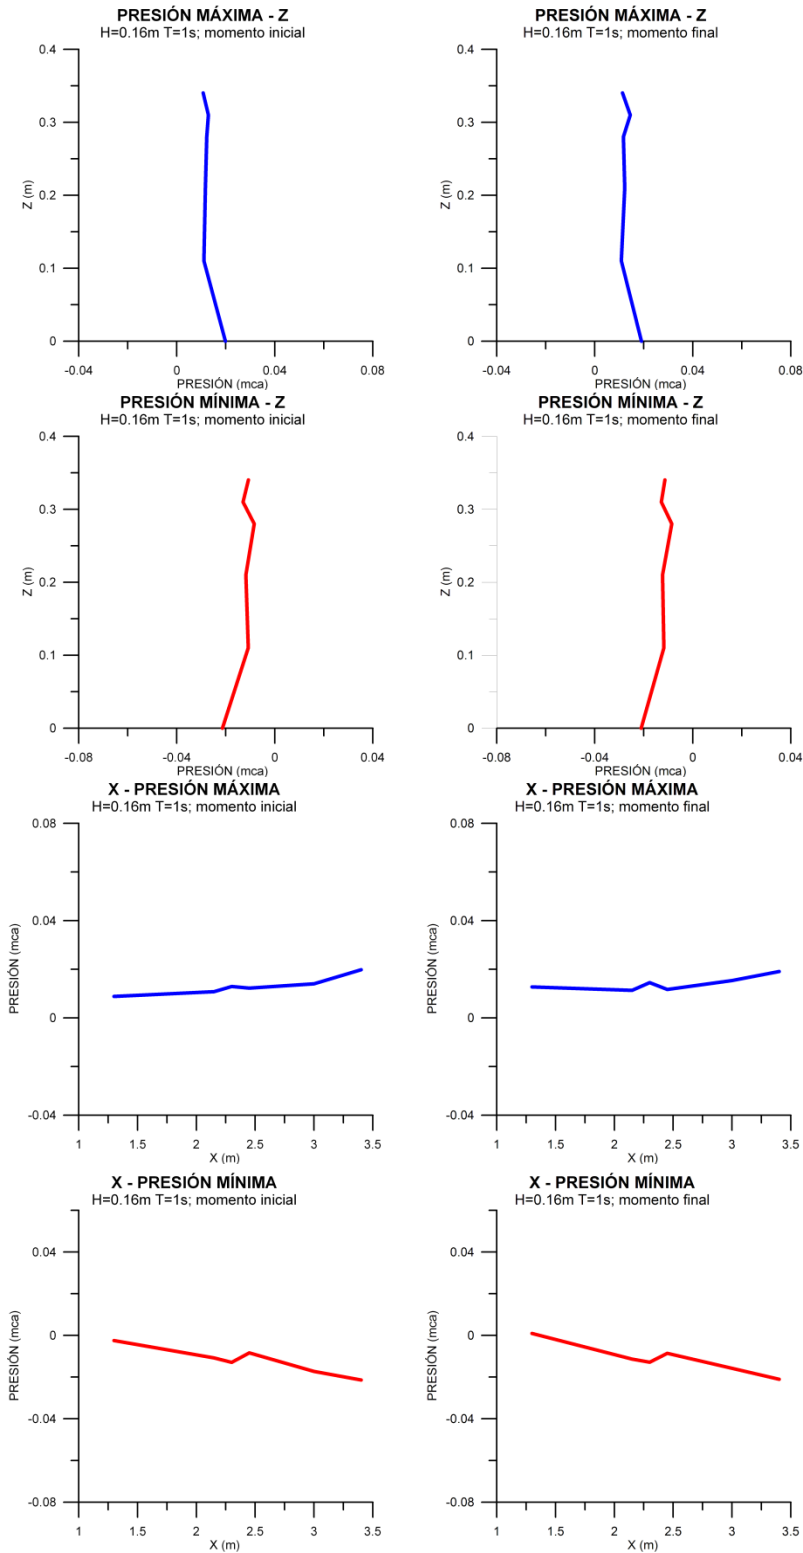 PRESIÓN MÁXIMA - Z
H=0.16m T=1s; momento inicial
0.4
0.3
0.2
0.1
0
Z (m)
-0.04 0 0.04 0.08
PRESIÓN (mca)
PRESIÓN MÁXIMA - Z
H=0.16m T=1s; momento final
0.4
0.3
0.2
0.1
0
Z (m)
-0.04 0 0.04 0.08
PRESIÓN (mca)
PRESIÓN MÍNIMA - Z
H=0.16m T=1s; momento inicial
0.4
0.3
0.2
0.1
0
Z (m)
-0.08 -0.04 0 0.04
PRESIÓN (mca)
PRESIÓN MÍNIMA - Z
H=0.16m T=1s; momento final
0.4
0.3
0.2
0.1
0
Z (m)
-0.08 -0.04 0 0.04
PRESIÓN (mca)
X - PRESIÓN MÁXIMA
H=0.16m T=1s; momento inicial
0.08
0.04
0
-0.04
PRESIÓN (mca)
1 1.5 2 2.5 3 3.5
X (m)
X - PRESIÓN MÁXIMA
H=0.16m T=1s; momento final
0.08
0.04
0
-0.04
PRESIÓN (mca)
1 1.5 2 2.5 3 3.5
X (m)
X - PRESIÓN MÍNIMA
H=0.16m T=1s; momento inicial
0.04
0
-0.04
-0.08
PRESIÓN (mca)
1 1.5 2 2.5 3 3.5
X (m)
X - PRESIÓN MÍNIMA
H=0.16m T=1s; momento final
0.04
0
-0.04
-0.08
PRESIÓN (mca)
1 1.5 2 2.5 3 3.5
X (m)